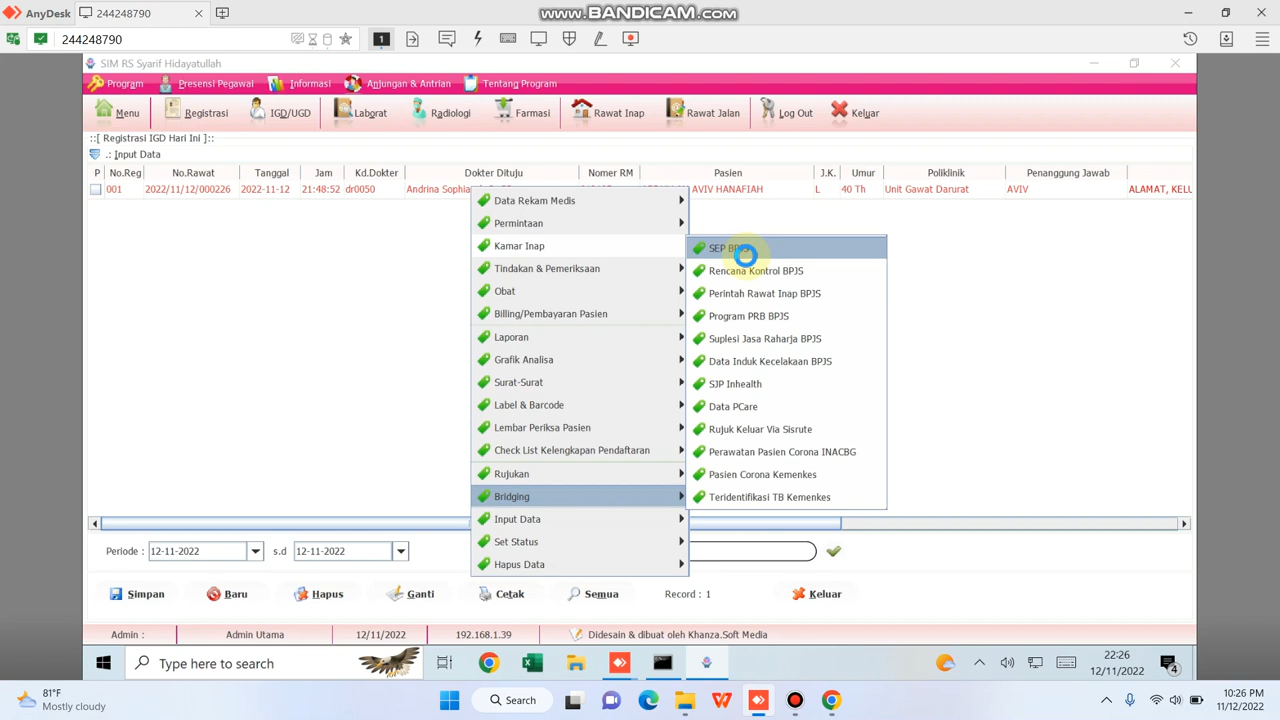 AnyDesk
244248790
www.BANDICAM.com
244248790
1
SIM RS Syarif Hidayatullah
Program
Presensi Pegawai
Informasi
Anjungan & Antrian
Tentang Program
Menu
Registrasi
IGD/UGD
Laborat
Radiologi
Farmasi
Rawat Inap
Rawat Jalan
Log Out
Keluar
::[ Registrasi IGD Hari Ini ]::
.: Input Data
P No.Reg No.Rawat Tanggal Jam Kd.Dokter Dokter Dituju Nomer RM Pasien J.K. Umur Poliklinik Penanggung Jawab
001 2022/11/12/000226 2022-11-12 21:48:52 dr0050 Andrina Sophia AVIV HANAFIAH L 40 Th Unit Gawat Darurat AVIV ALAMAT, KELU
Data Rekam Medis
Permintaan
Kamar Inap
Tindakan & Pemeriksaan
Obat
Billing/Pembayaran Pasien
Laporan
Grafik Analisa
Surat-Surat
Label & Barcode
Lembar Periksa Pasien
Check List Kelengkapan Pendaftaran
Rujukan
Bridging
Input Data
Set Status
Hapus Data
SEP BPJS
Rencana Kontrol BPJS
Perintah Rawat Inap BPJS
Program PRB BPJS
Suplesi Jasa Raharja BPJS
Data Induk Kecelakaan BPJS
SJP Inhealth
Data PCare
Rujuk Keluar Via Sisrute
Perawatan Pasien Corona INACBG
Pasien Corona Kemenkes
Teridentifikasi TB Kemenkes
Periode : 12-11-2022 s.d 12-11-2022
Simpan
Baru
Hapus
Ganti
Cetak
Semua
Record : 1
Keluar
Admin :
Admin Utama
12/11/2022
192.168.1.39
Didesain & dibuat oleh Khanza.Soft Media
Type here to search
22:26
12/11/2022
4
81°F
Mostly cloudy
Search
10:26 PM
11/12/2022